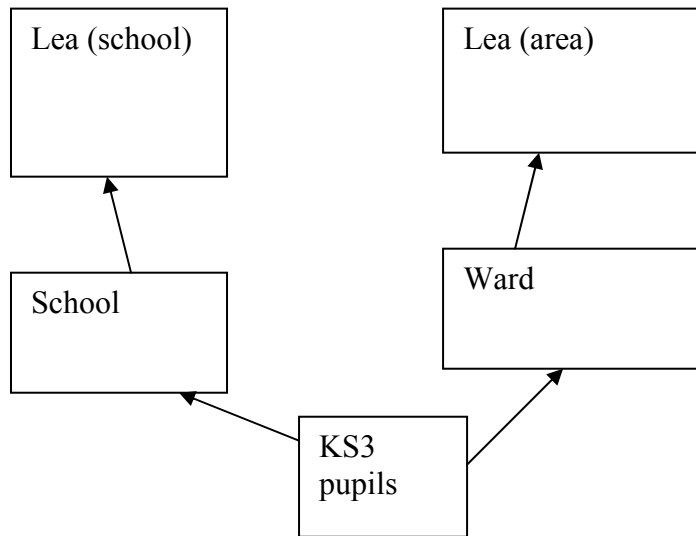 Lea (school)
Lea (area)
School
Ward
KS3
pupils